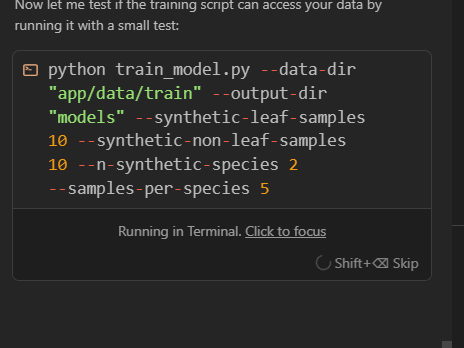 Now let me test if the training script can access your data by
running it with a small test:
python train_model.py --data-dir
"app/data/train" --output-dir
"models" --synthetic-leaf-samples
10 --synthetic-non-leaf-samples
10 --n-synthetic-species 2
--samples-per-species 5
Running in Terminal. Click to focus
Shift+⌫ Skip